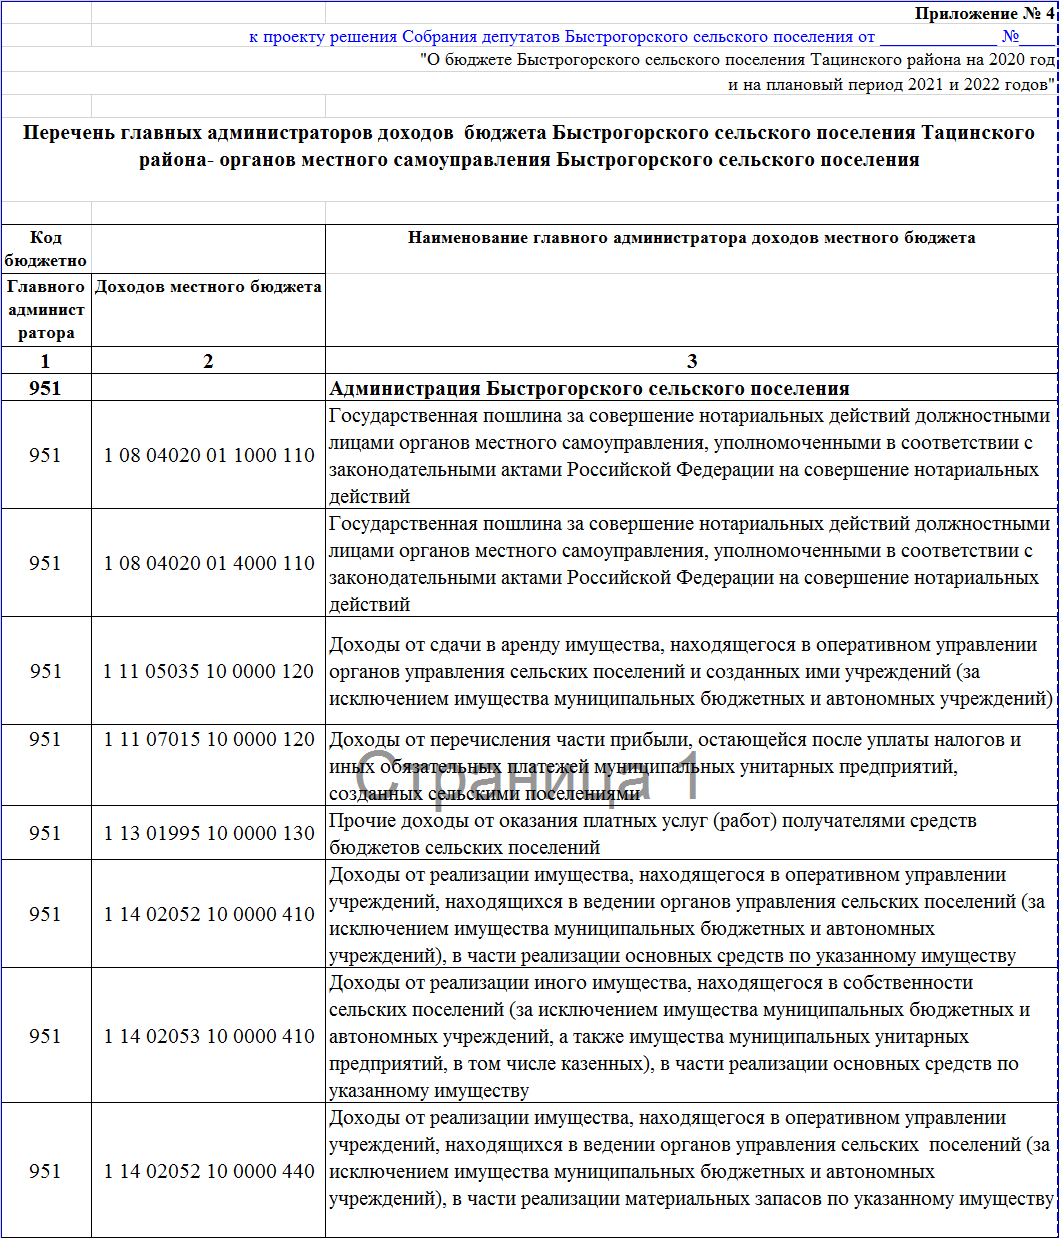 Приложение № 4
к проекту решения Собрания депутатов Быстрогорского сельского поселения от _____________ №____
"О бюджете Быстрогорского сельского поселения Тацинского района на 2020 год
и на плановый период 2021 и 2022 годов"
Перечень главных администраторов доходов бюджета Быстрогорского сельского поселения Тацинского
района- органов местного самоуправления Быстрогорского сельского поселения
Код
бюджетно
Наименование главного администратора доходов местного бюджета
Главного
админист
ратора
Доходов местного бюджета
1 2 3
951 Администрация Быстрогорского сельского поселения
951 1 08 04020 01 1000 110
Государственная пошлина за совершение нотариальных действий должностными
лицами органов местного самоуправления, уполномоченными в соответствии с
законодательными актами Российской Федерации на совершение нотариальных
действий
951 1 08 04020 01 4000 110
Государственная пошлина за совершение нотариальных действий должностными
лицами органов местного самоуправления, уполномоченными в соответствии с
законодательными актами Российской Федерации на совершение нотариальных
действий
951 1 11 05035 10 0000 120
Доходы от сдачи в аренду имущества, находящегося в оперативном управлении
органов управления сельских поселений и созданных ими учреждений (за
исключением имущества муниципальных бюджетных и автономных учреждений)
951 1 11 07015 10 0000 120
Доходы от перечисления части прибыли, остающейся после уплаты налогов и
иных обязательных платежей муниципальных унитарных предприятий,
созданных сельскими поселениями
Страница 1
951 1 13 01995 10 0000 130
Прочие доходы от оказания платных услуг (работ) получателями средств
бюджетов сельских поселений
951 1 14 02052 10 0000 410
Доходы от реализации имущества, находящегося в оперативном управлении
учреждений, находящихся в ведении органов управления сельских поселений (за
исключением имущества муниципальных бюджетных и автономных
учреждений), в части реализации основных средств по указанному имуществу
951 1 14 02053 10 0000 410
Доходы от реализации иного имущества, находящегося в собственности
сельских поселений (за исключением имущества муниципальных бюджетных и
автономных учреждений, а также имущества муниципальных унитарных
предприятий, в том числе казенных), в части реализации основных средств по
указанному имуществу
951 1 14 02052 10 0000 440
Доходы от реализации имущества, находящегося в оперативном управлении
учреждений, находящихся в ведении органов управления сельских поселений (за
исключением имущества муниципальных бюджетных и автономных
учреждений), в части реализации материальных запасов по указанному имуществу